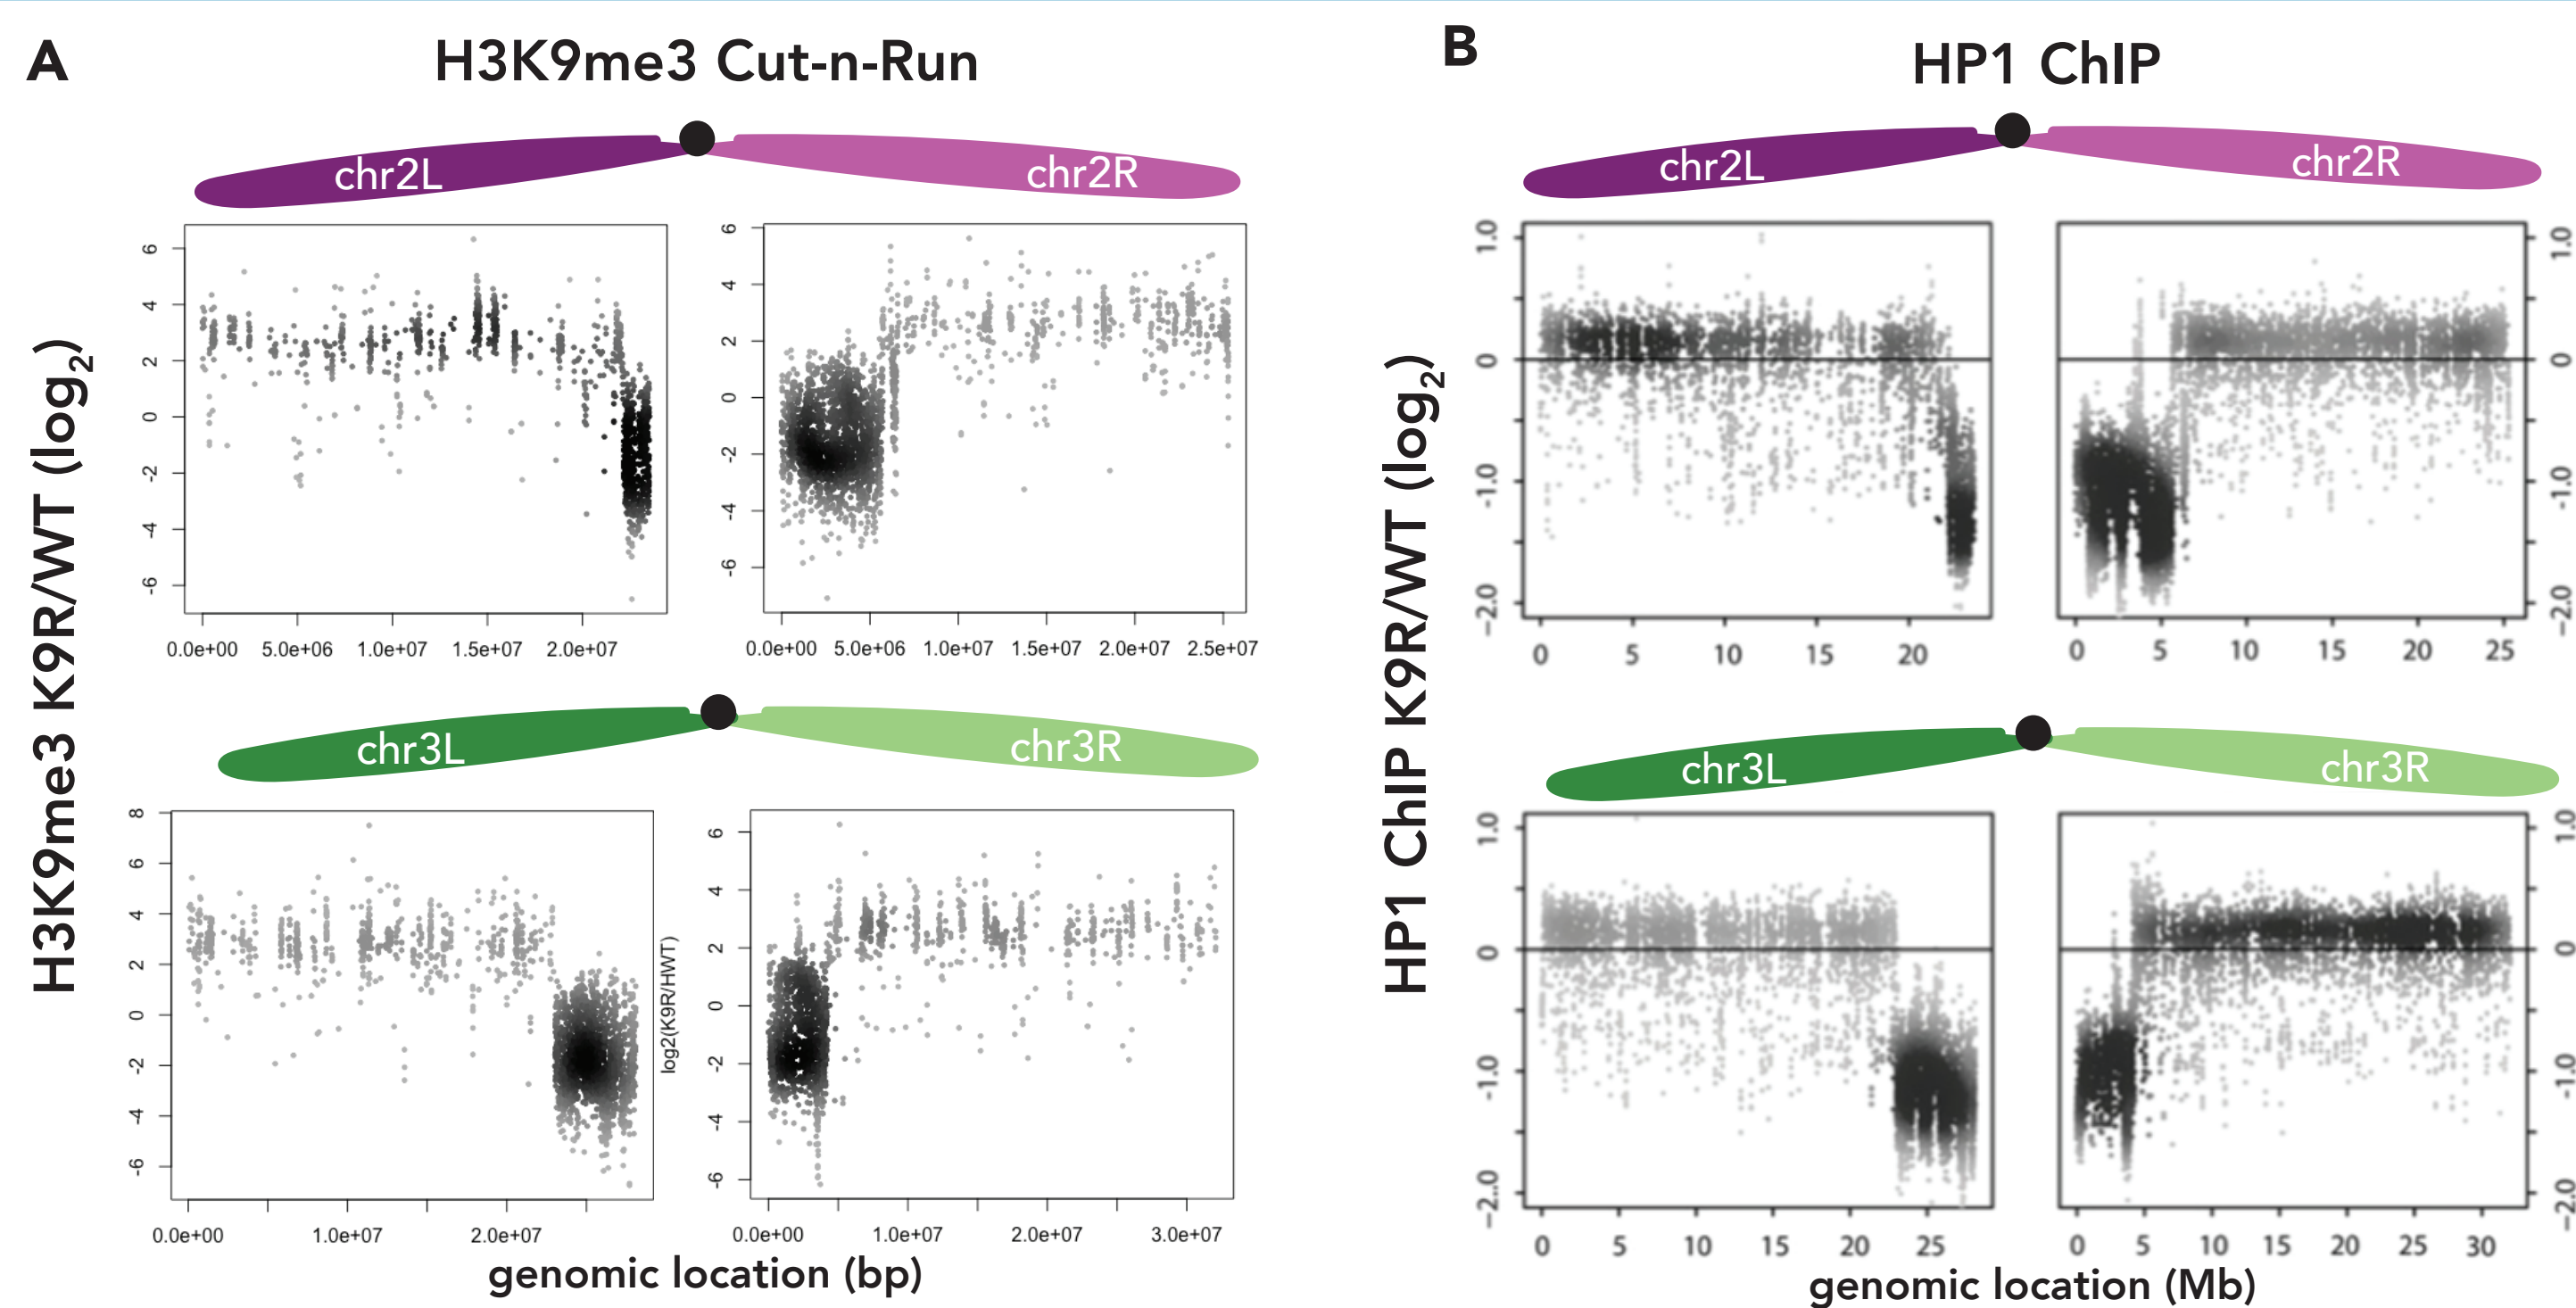 A
H3K9me3 Cut-n-Run
chr2L
chr2R
H3K9me3 K9R/WT (log2)
6
4
2
0
-2
-4
-6
0.0e+00 5.0e+06 1.0e+07 1.5e+07 2.0e+07
6
4
2
0
-2
-4
-6
0.0e+00 5.0e+06 1.0e+07 1.5e+07 2.0e+07 2.5e+07
chr3L
chr3R
8
6
4
2
0
-2
-4
-6
0.0e+00 1.0e+07 2.0e+07
log2(K9R/HWT)
6
4
2
0
-2
-4
-6
0.0e+00 1.0e+07 2.0e+07 3.0e+07
genomic location (bp)
B
HP1 ChIP
chr2L
chr2R
HP1 ChIP K9R/WT (log2)
1.0
0
-1.0
-2.0
0 5 10 15 20
1.0
0
-1.0
-2.0
0 5 10 15 20 25
chr3L
chr3R
1.0
0
-1.0
-2.0
0 5 10 15 20 25
1.0
0
-1.0
-2.0
0 5 10 15 20 25 30
genomic location (Mb)